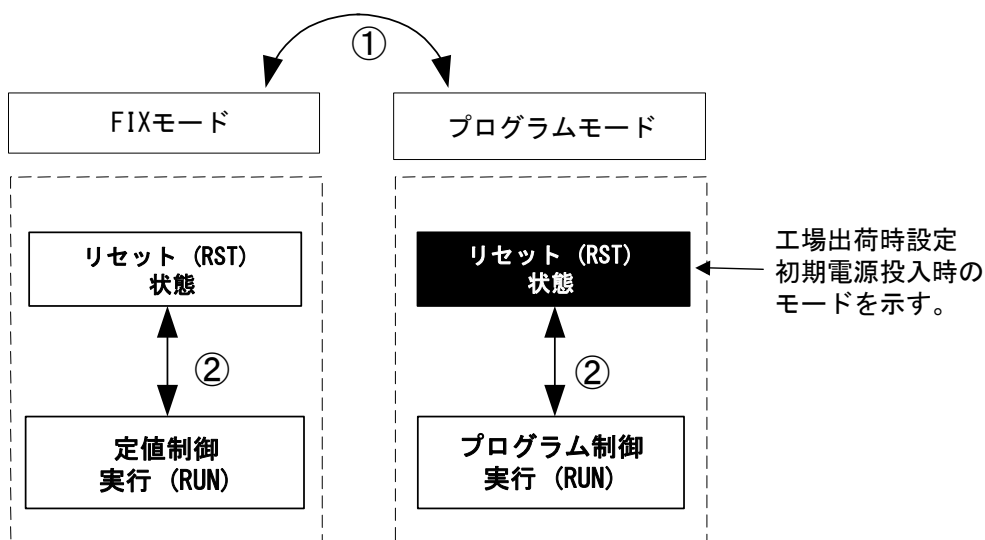 ①
FIXモード
プログラムモード
リセット (RST)
状態
リセット (RST)
状態
工場出荷時設定
初期電源投入時の
モードを示す。
②
②
定値制御
実行 (RUN)
プログラム制御
実行 (RUN)